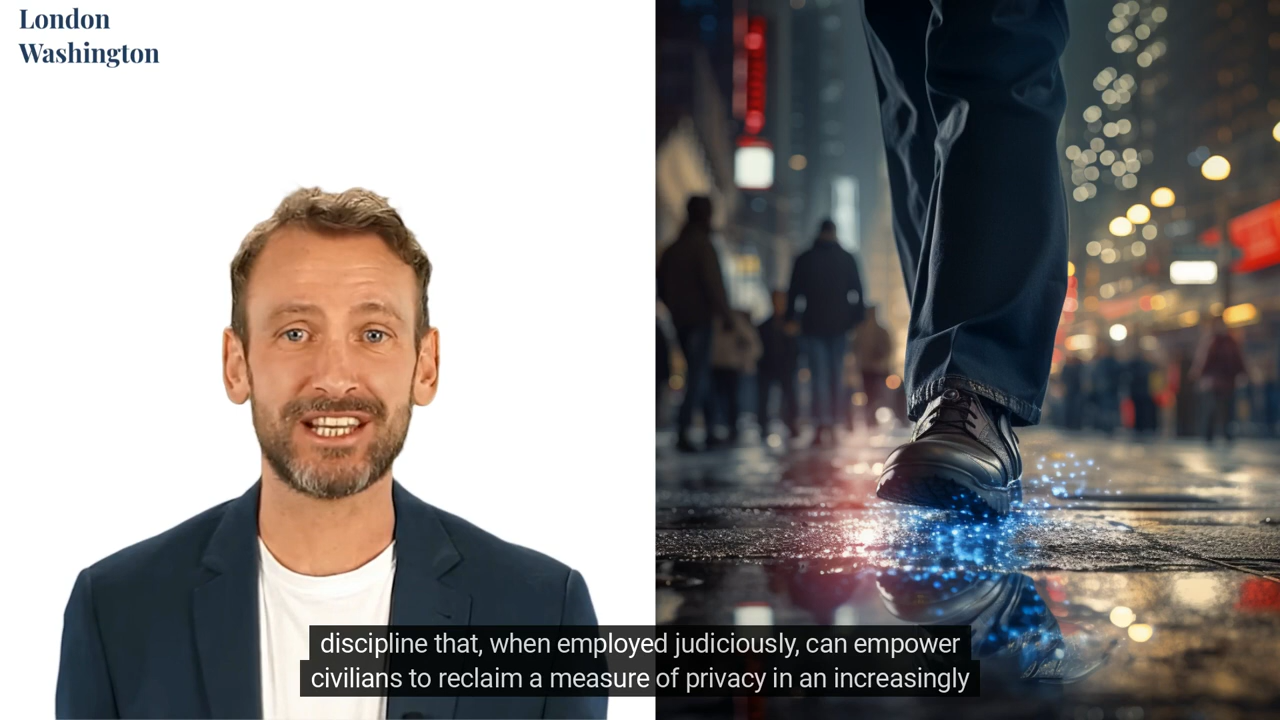 London
Washington
discipline that, when employed judiciously, can empower
civilians to reclaim a measure of privacy in an increasingly